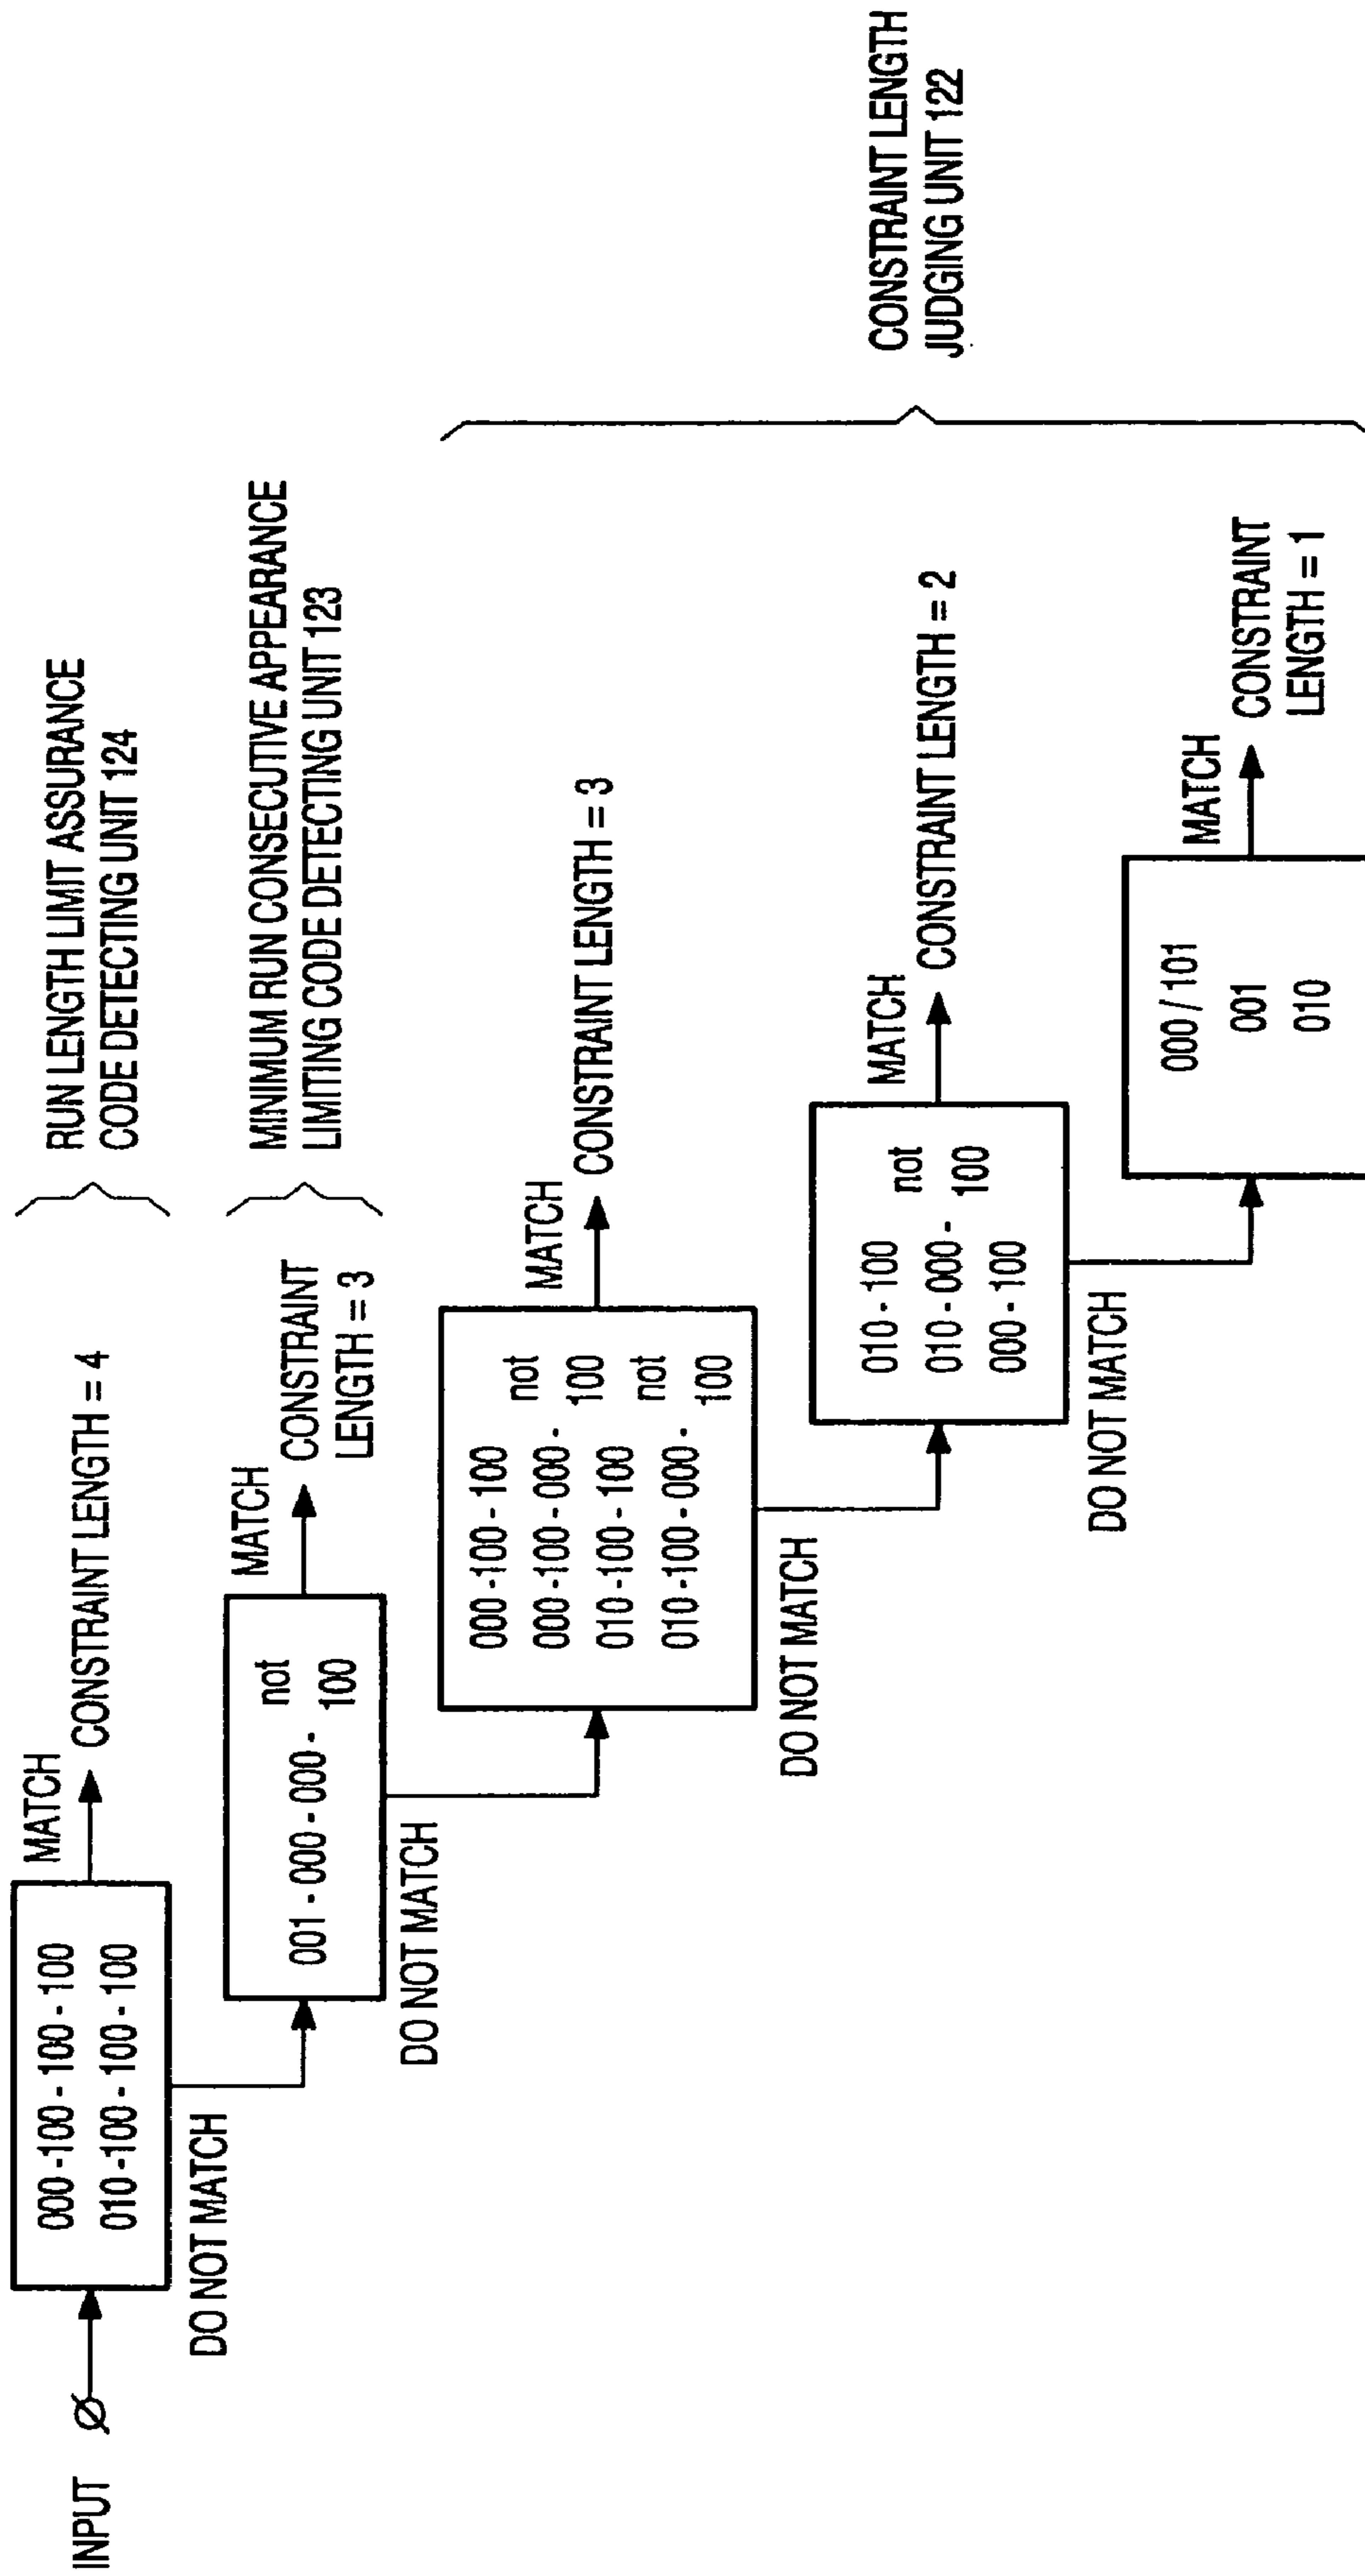 INPUT
000 - 100 - 100 - 100
010 - 100 - 100 - 100
MATCH
CONSTRAINT LENGTH = 4
RUN LENGTH LIMIT ASSURANCE
CODE DETECTING UNIT 124
DO NOT MATCH
not
001 - 000 - 000 - 100
MATCH
CONSTRAINT
LENGTH = 3
MINIMUM RUN CONSECUTIVE APPEARANCE
LIMITING CODE DETECTING UNIT 123
DO NOT MATCH
000 - 100 - 100
not
000 - 100 - 000 - 100
010 - 100 - 100
not
010 - 100 - 000 - 100
MATCH
CONSTRAINT LENGTH = 3
DO NOT MATCH
010 - 100
not
010 - 000 - 100
000 - 100
MATCH
CONSTRAINT LENGTH = 2
DO NOT MATCH
000 / 101
001
010
MATCH
CONSTRAINT
LENGTH = 1
CONSTRAINT LENGTH
JUDGING UNIT 122